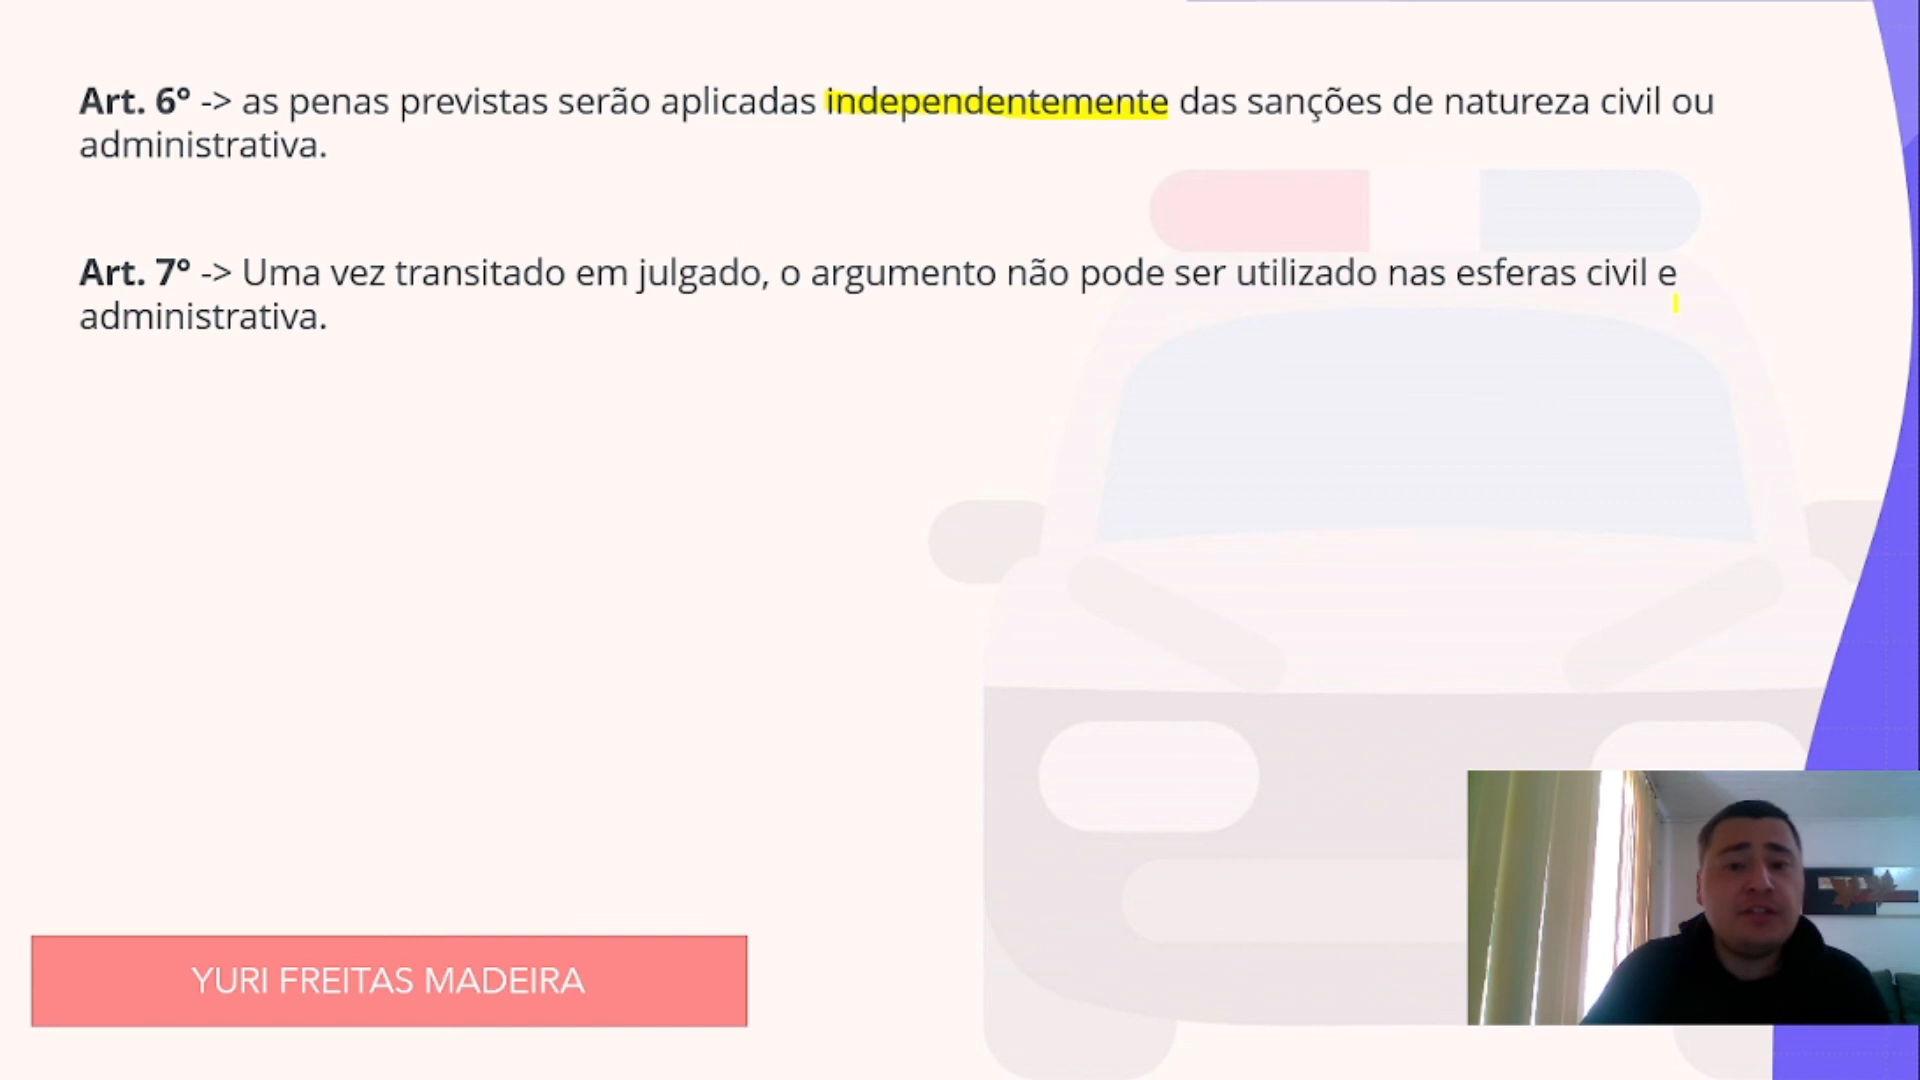 Art. 6° -> as penas previstas serão aplicadas independentemente das sanções de natureza civil ou
administrativa.
Art. 7° -> Uma vez transitado em julgado, o argumento não pode ser utilizado nas esferas civil e
administrativa.
YURI FREITAS MADEIRA